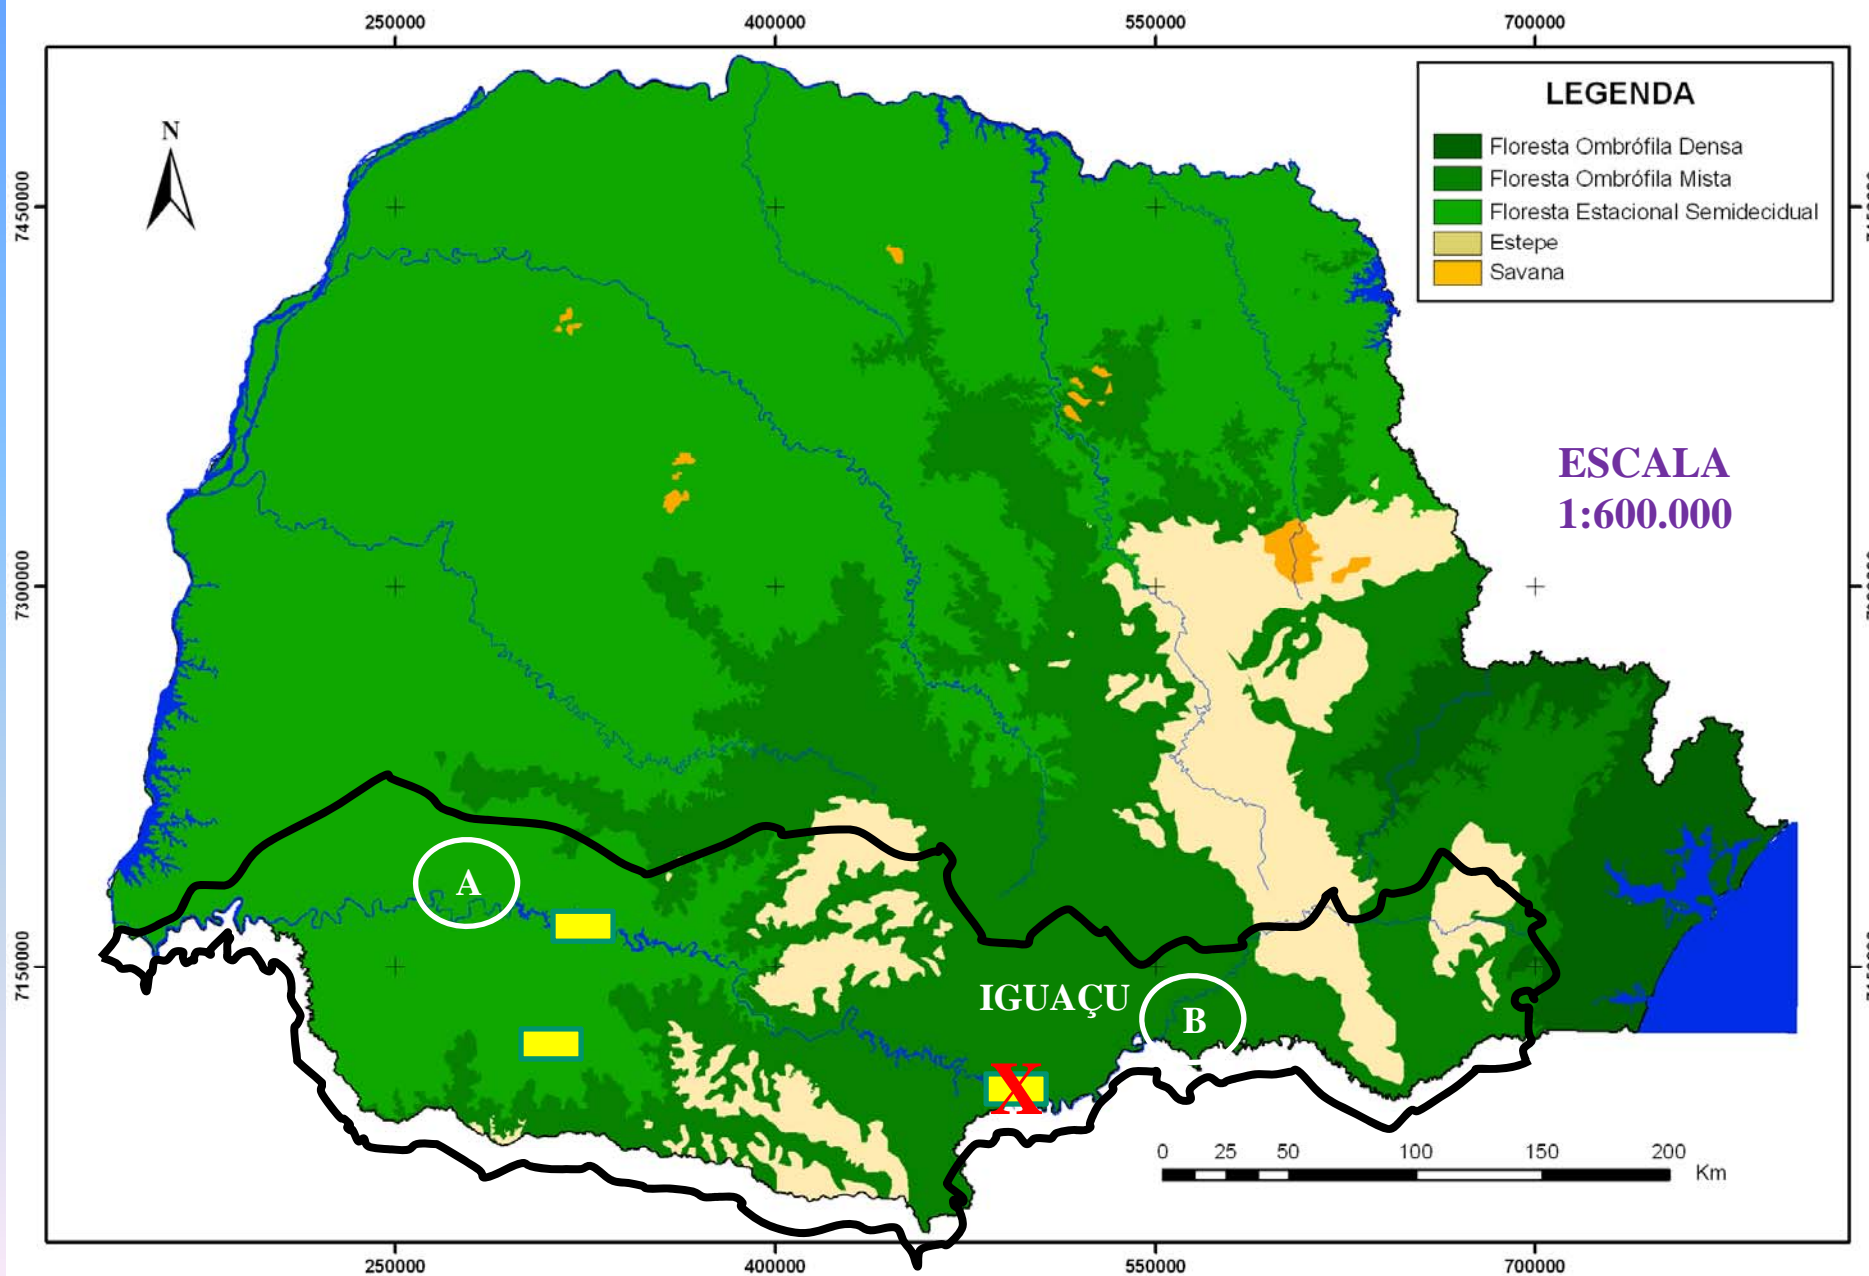 250000
400000
550000
700000
LEGENDA
Floresta Ombrófila Densa
Floresta Ombrófila Mista
Floresta Estacional Semidecidual
Estepe
Savana
N
7450000
ESCALA
1:600.000
7300000
A
7150000
IGUAÇU
B
X
0 25 50 100 150 200
Km
250000
400000
550000
700000